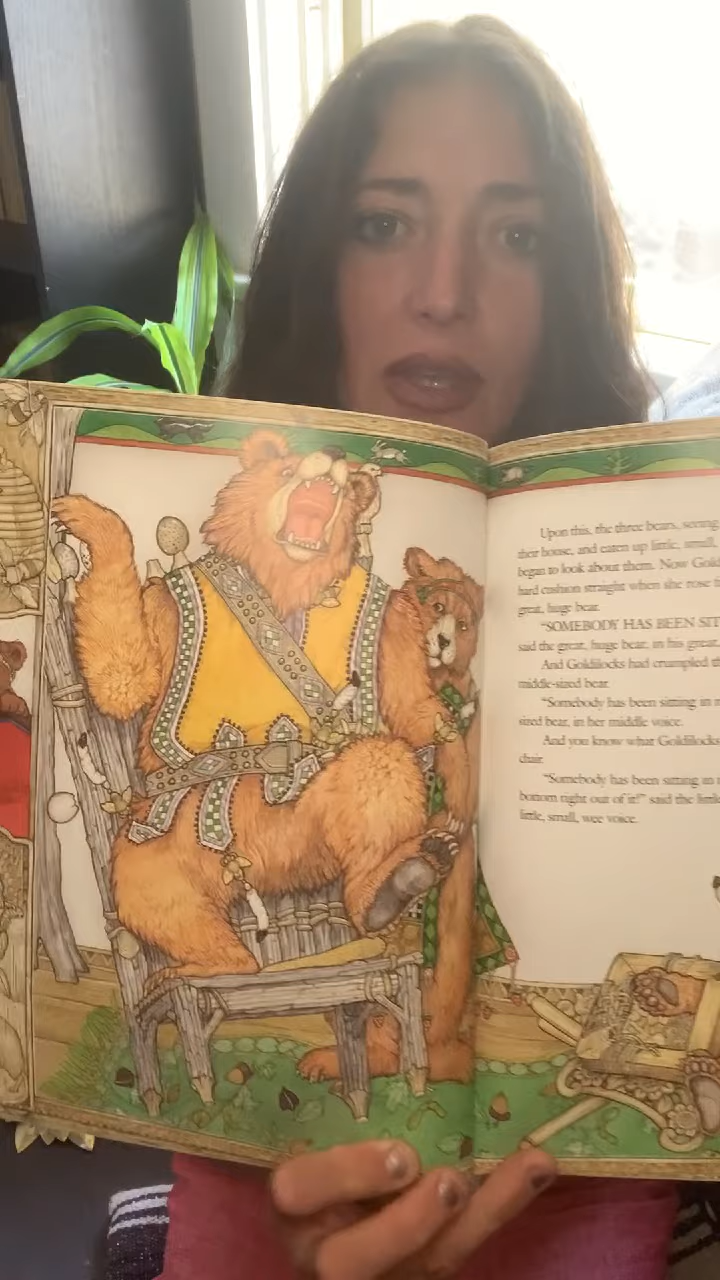 Upon this, the three bears, seeing
their house, and eaten up little, small,
began to look about them. Now Gold
hard cushion straight when she rose
great, huge bear.
"SOMEBODY HAS BEEN SIT
said the great, huge bear, in his great,
And Goldilocks had crumpled th
middle-sized bear.
"Somebody has been sitting in m
sized bear, in her middle voice.
And you know what Goldilocks
chair.
"Somebody has been sitting in m
bottom right out of it!" said the little
little, small, wee voice.